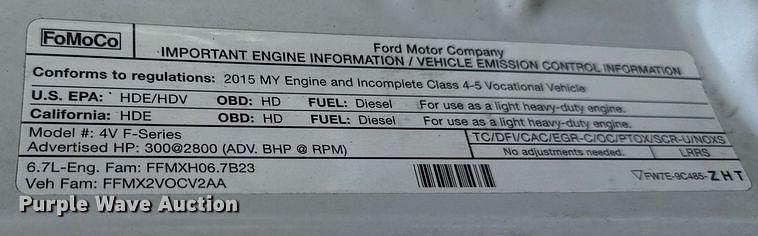 FoMoCo
Ford Motor Company
IMPORTANT ENGINE INFORMATION / VEHICLE EMISSION CONTROL INFORMATION
Conforms to regulations: 2015 MY Engine and Incomplete Class 4-5 Vocational Vehicle
U.S. EPA: HDE/HDV OBD: HD FUEL: Diesel For use as a light heavy-duty engine.
California: HDE OBD: HD FUEL: Diesel For use as a light heavy-duty engine.
Model #: 4V F-Series TC/DFI/CAC/EGR-C/OC/PTOX/SCR-U/NOXS
Advertised HP: 300@2800 (ADV. BHP @ RPM) No adjustments needed. LRRS
6.7L-Eng. Fam: FFMXH06.7B23
Veh Fam: FFMX2VOCV2AA FW7E-9C485-ZHT
Purple Wave Auction